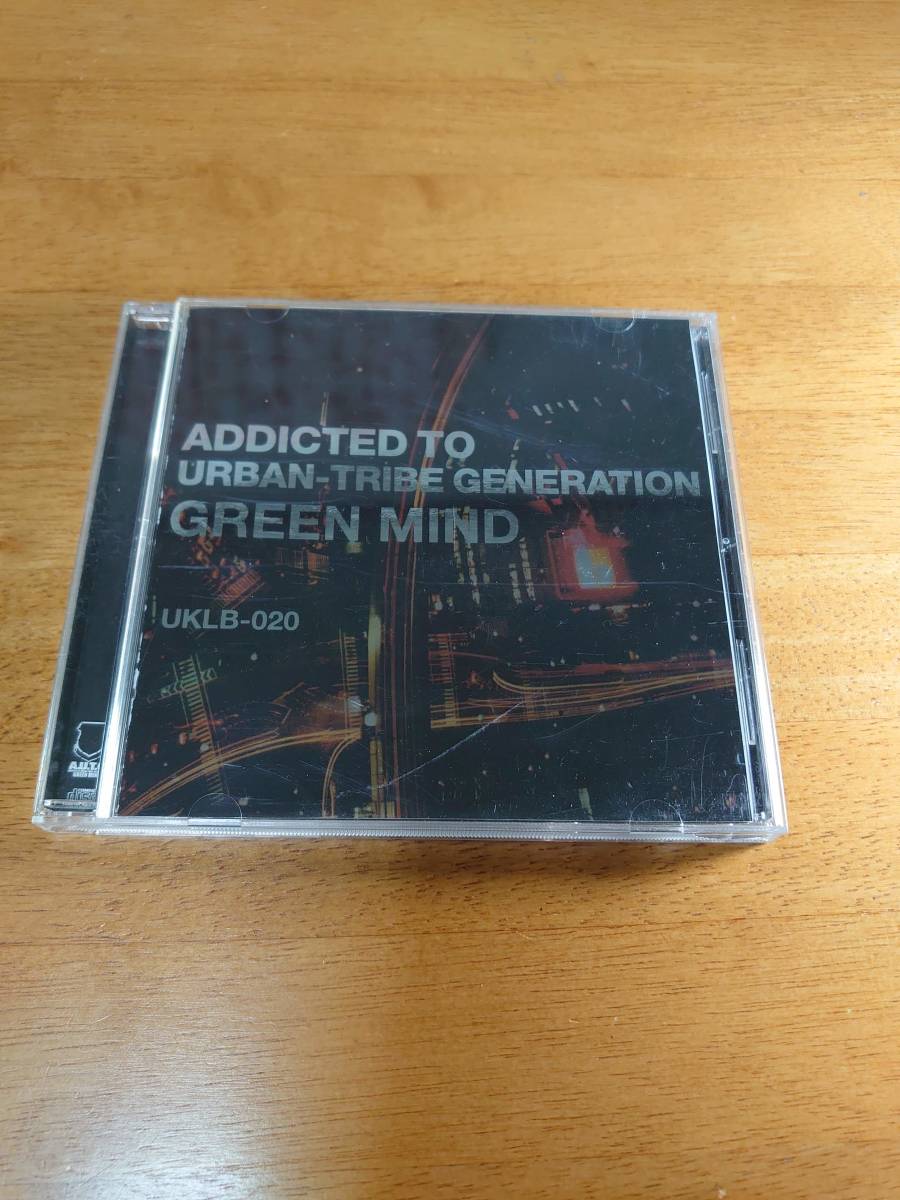 ADDICTED TO
URBAN-TRIBE GENERATION
GREEN MIND
UKLB-020
A.U.T.